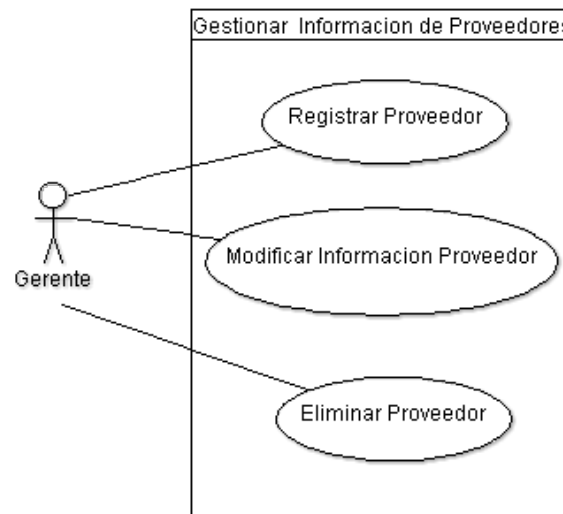 Gestionar Informacion de Proveedores
Registrar Proveedor
Modificar Informacion Proveedor
Gerente
Eliminar Proveedor